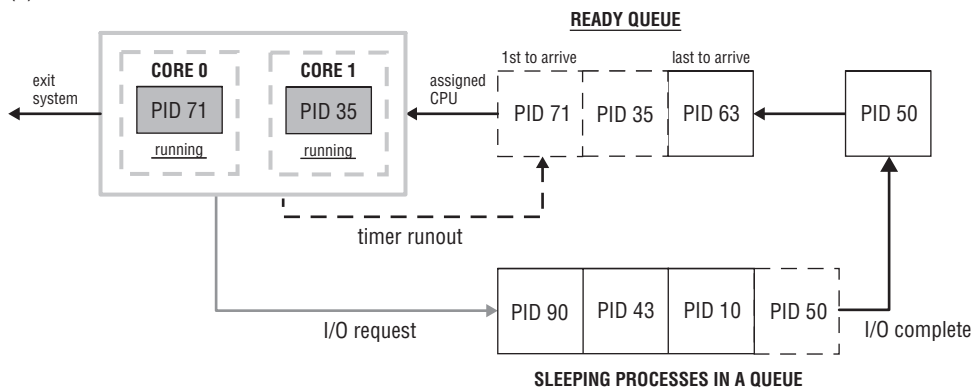 READY QUEUE
1st to arrive
last to arrive
exit
system
CORE 0
PID 71
running
CORE 1
PID 35
running
assigned
CPU
PID 71
PID 35
PID 63
PID 50
timer runout
I/O request
PID 90
PID 43
PID 10
PID 50
I/O complete
SLEEPING PROCESSES IN A QUEUE